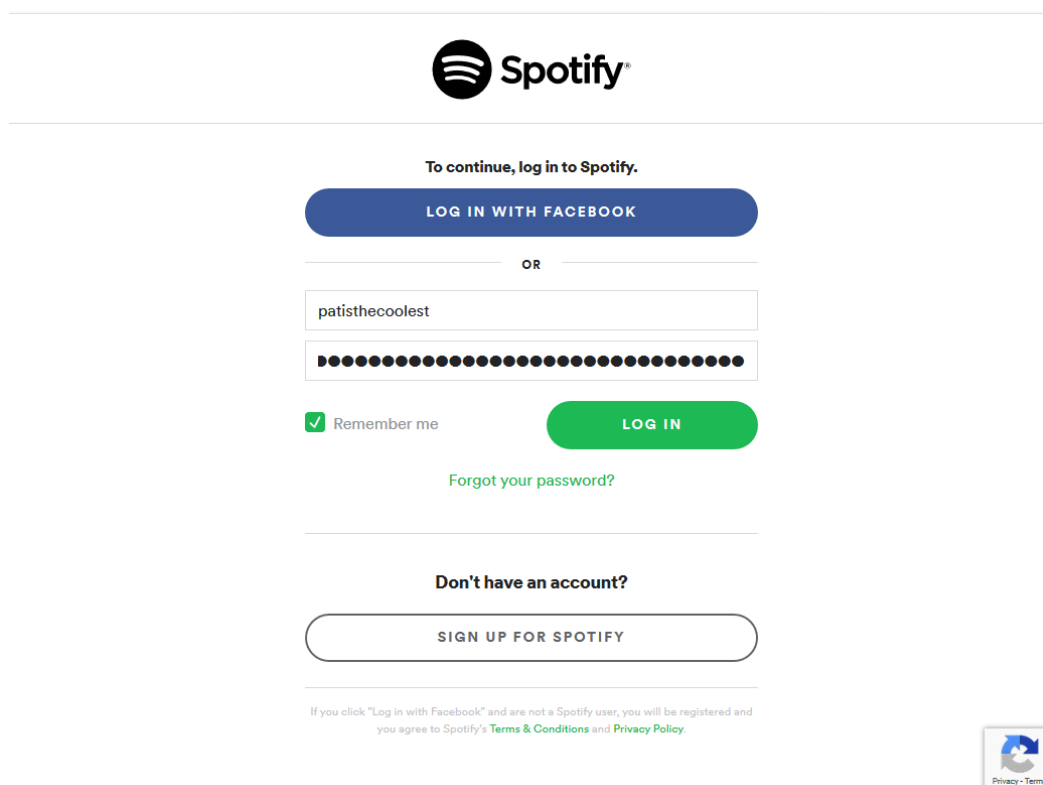 Spotify®
To continue, log in to Spotify.
LOG IN WITH FACEBOOK
OR
patisthecoolest
●●●●●●●●●●●●●●●●●●●●●●●●●●●●●●●●
Remember me
LOG IN
Forgot your password?
Don't have an account?
SIGN UP FOR SPOTIFY
If you click "Log in with Facebook" and are not a Spotify user, you will be registered and
you agree to Spotify's Terms & Conditions and Privacy Policy.
Privacy - Term